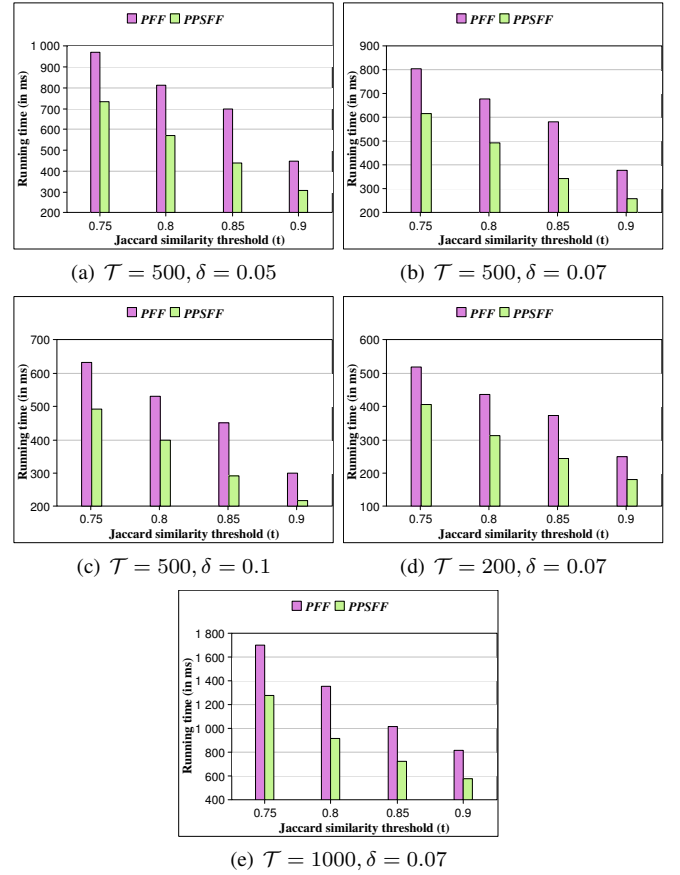 PFF PPSFF
Running time (in ms)
1 000
900
800
700
600
500
400
300
200
0.75 0.8 0.85 0.9
Jaccard similarity threshold (t)
(a) 𝒯 = 500, δ = 0.05
PFF PPSFF
Running time (in ms)
900
800
700
600
500
400
300
200
0.75 0.8 0.85 0.9
Jaccard similarity threshold (t)
(b) 𝒯 = 500, δ = 0.07
PFF PPSFF
Running time (in ms)
700
600
500
400
300
200
0.75 0.8 0.85 0.9
Jaccard similarity threshold (t)
(c) 𝒯 = 500, δ = 0.1
PFF PPSFF
Running time (in ms)
600
500
400
300
200
100
0.75 0.8 0.85 0.9
Jaccard similarity threshold (t)
(d) 𝒯 = 200, δ = 0.07
PFF PPSFF
Running time (in ms)
1 800
1 600
1 400
1 200
1 000
800
600
400
0.75 0.8 0.85 0.9
Jaccard similarity threshold (t)
(e) 𝒯 = 1000, δ = 0.07